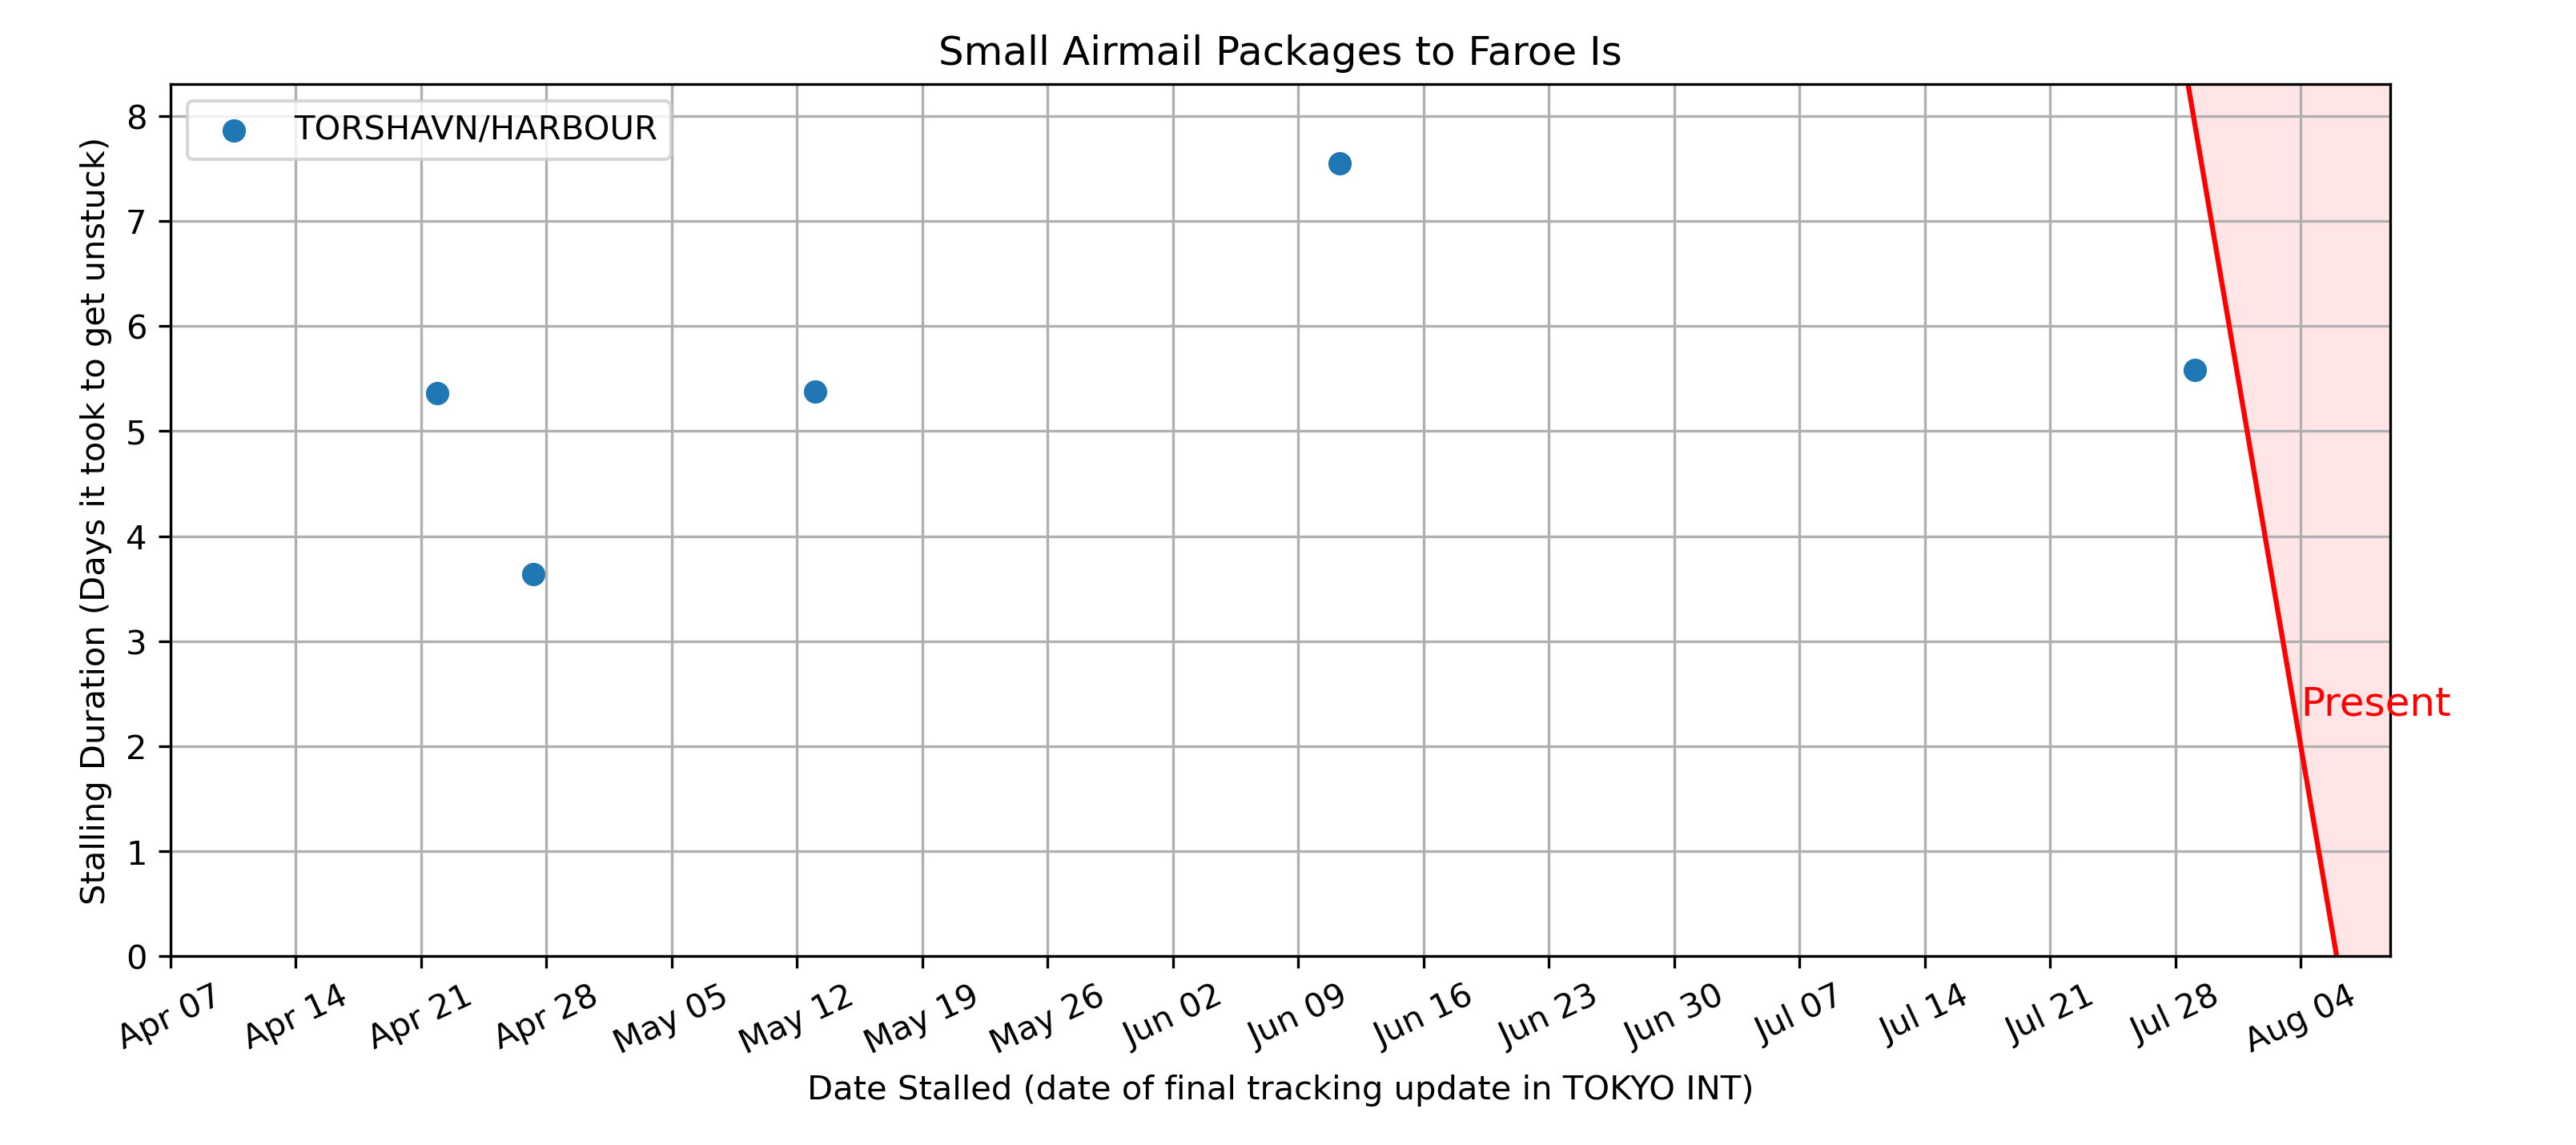 Small Airmail Packages to Faroe Is
TORSHAVN/HARBOUR
Stalling Duration (Days it took to get unstuck)
8
7
6
5
4
3
2
1
0
Present
Apr 07
Apr 14
Apr 21
Apr 28
May 05
May 12
May 19
May 26
Jun 02
Jun 09
Jun 16
Jun 23
Jun 30
Jul 07
Jul 14
Jul 21
Jul 28
Aug 04
Date Stalled (date of final tracking update in TOKYO INT)